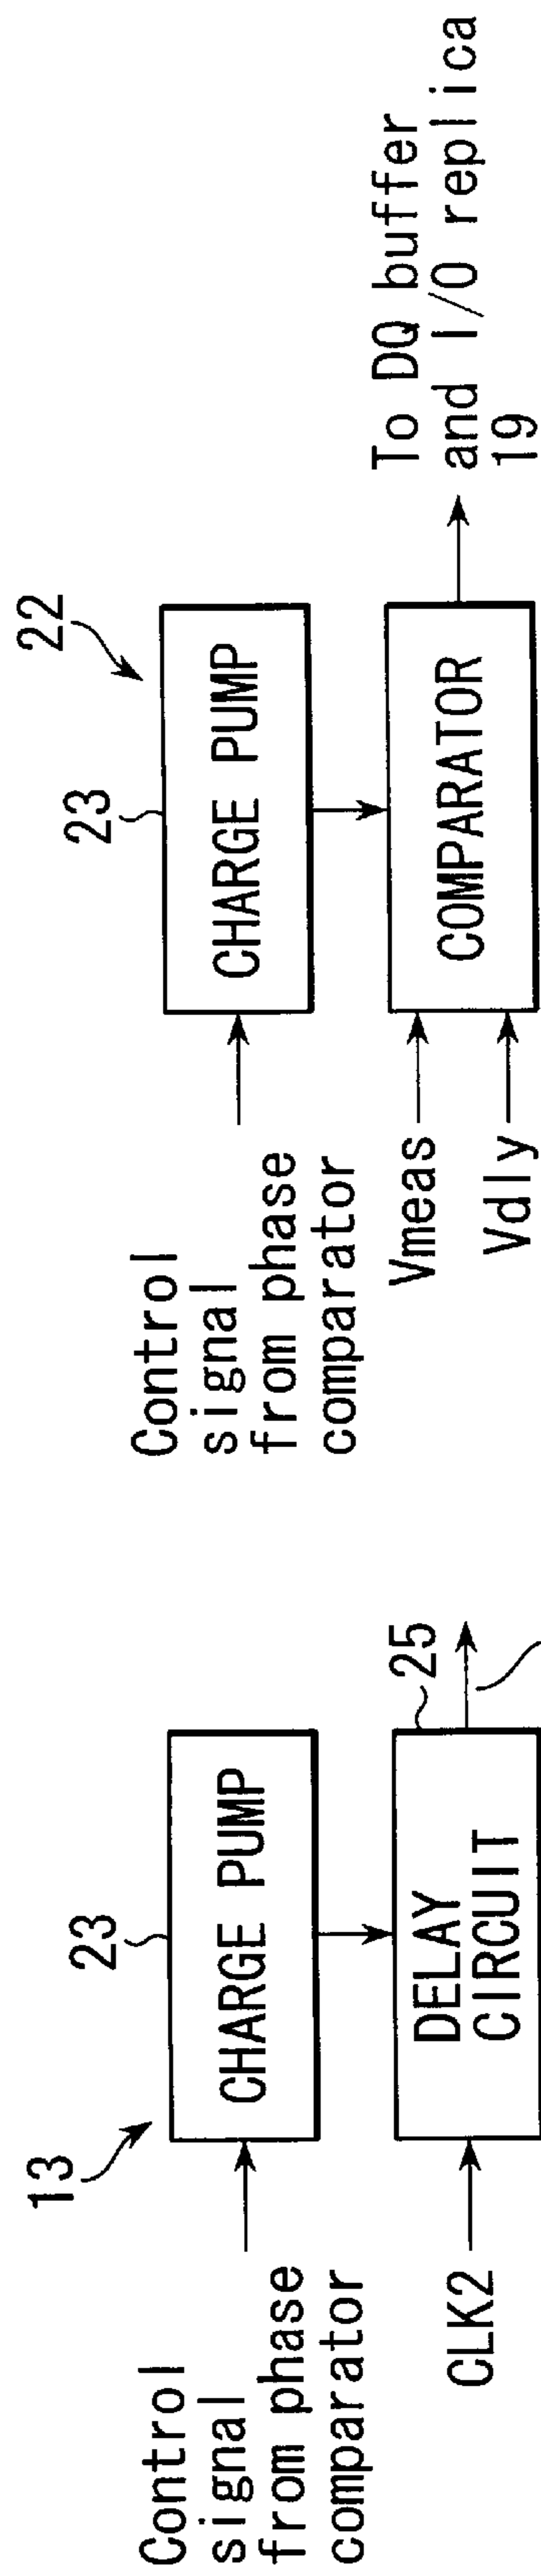 13
23
Control
signal
from phase
comparator
CHARGE PUMP
CLK2
DELAY
CIRCUIT
25
22
23
Control
signal
from phase
comparator
CHARGE PUMP
Vmeas
Vdly
COMPARATOR
To DQ buffer
and I/O replica
19